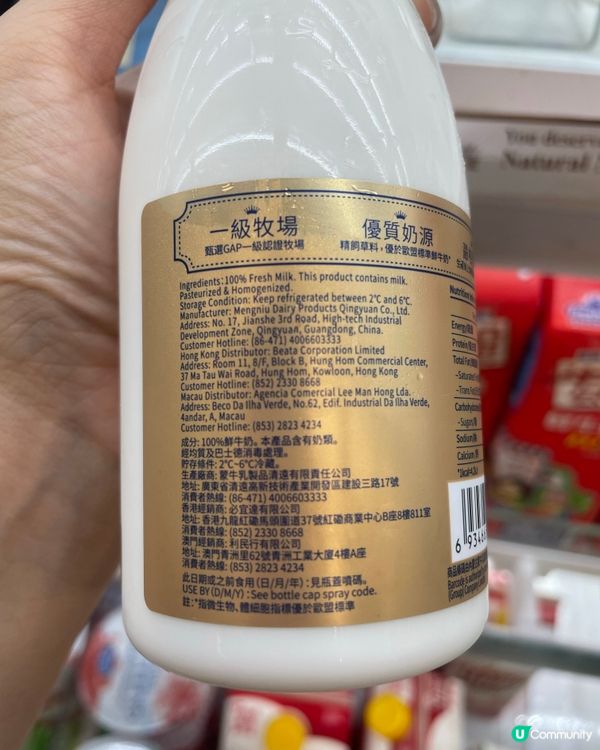 一級牧場
甄選GAP一級認證牧場
優質奶源
精飼草料，優於歐盟標準鮮牛奶*
Ingredients: 100% Fresh Milk. This product contains milk.
Pasteurized & Homogenized.
Storage Condition: Keep refrigerated between 2℃ and 6℃.
Manufacturer: Mengniu Dairy Products Qingyuan Co., Ltd.
Address: No. 17, Jianshe 3rd Road, High-tech Industrial
Development Zone, Qingyuan, Guangdong, China.
Customer Hotline: (86-471) 4006603333
Hong Kong Distributor: Beata Corporation Limited
Address: Room 11, 8/F, Block B, Hung Hom Commercial Center,
37 Ma Tau Wai Road, Hung Hom, Kowloon, Hong Kong
Customer Hotline: (852) 2330 8668
Macau Distributor: Agencia Comercial Lee Man Hong Lda.
Address: Beco Da Ilha Verde, No.62, Edif. Industrial Da Ilha Verde,
4andar, A, Macau
Customer Hotline: (853) 2823 4234
成分: 100%鮮牛奶。本產品含有奶類。
經均質及巴士德消毒處理。
貯存條件: 2℃~6℃冷處。
生產廠商: 蒙牛乳製品清遠有限責任公司
地址: 廣東省清遠高新技術產業開發區建設三路17號
消費者熱線: (86-471) 4006603333
香港經銷商: 必宜達有限公司
地址: 香港九龍紅磡馬頭圍道37號紅磡商業中心B座8樓811室
消費者熱線: (852) 2330 8668
澳門經銷商: 利民行有限公司
地址: 澳門青洲里62號青洲工業大廈4樓A座
消費者熱線: (853) 2823 4234
此日期或之前食用 (日/月/年) : 見瓶蓋噴碼。
USE BY (D/M/Y) : See bottle cap spray code.
註: *指微生物、體細胞指標優於歐盟標準
Energy/
Protein/
Total Fat/
Carbohydrate
Sodium/
Calcium/
You deserve
Natural
U Community